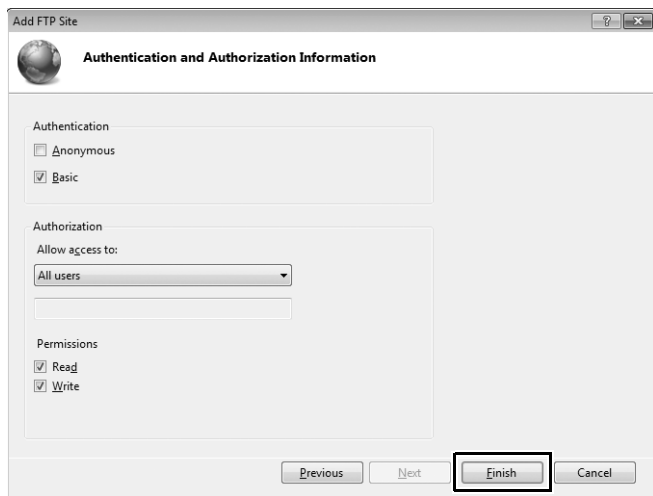 Add FTP Site
Authentication and Authorization Information
Authentication
Anonymous
Basic
Authorization
Allow access to:
All users
Permissions
Read
Write
Previous Next Finish Cancel